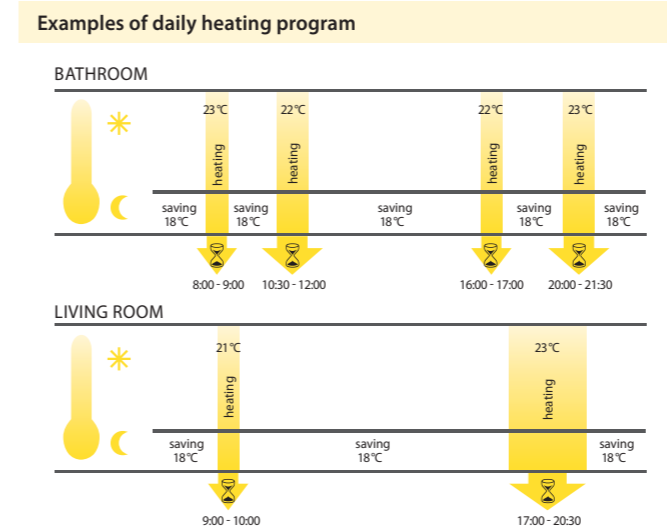 Examples of daily heating program
BATHROOM
23°C 22°C 22°C 23°C
heating heating heating heating
saving saving saving saving saving
18°C 18°C 18°C 18°C 18°C
8:00 - 9:00 10:30 - 12:00 16:00 - 17:00 20:00 - 21:30
LIVING ROOM
21°C 23°C
heating heating
saving saving saving
18°C 18°C 18°C
9:00 - 10:00 17:00 - 20:30